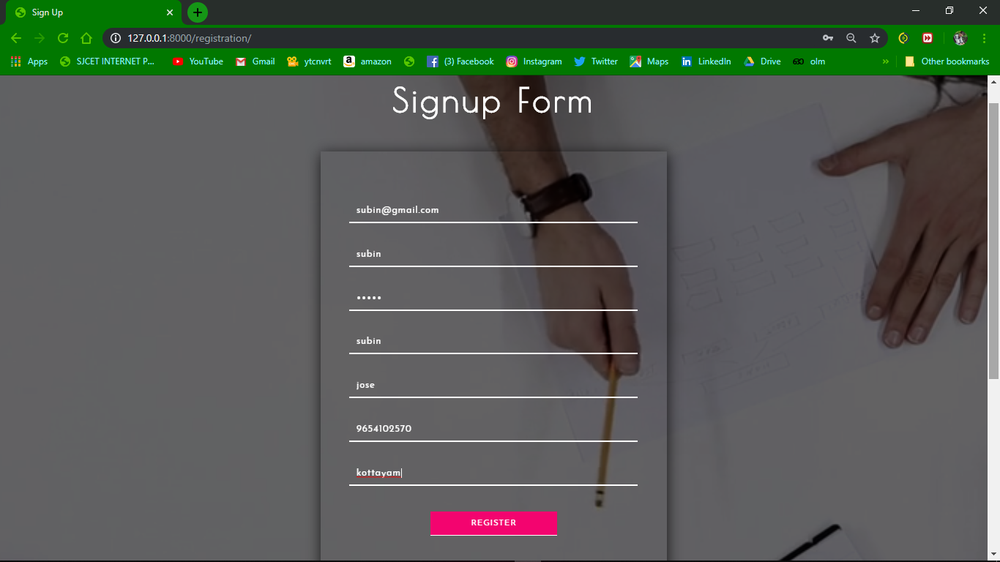 Sign Up
127.0.0.1:8000/registration/
Apps SJCET INTERNET P... YouTube Gmail ytcnvrt amazon (3) Facebook Instagram Twitter Maps LinkedIn Drive olm » Other bookmarks
Signup Form
subin@gmail.com
subin
•••••
subin
jose
9654102570
kottayam
REGISTER